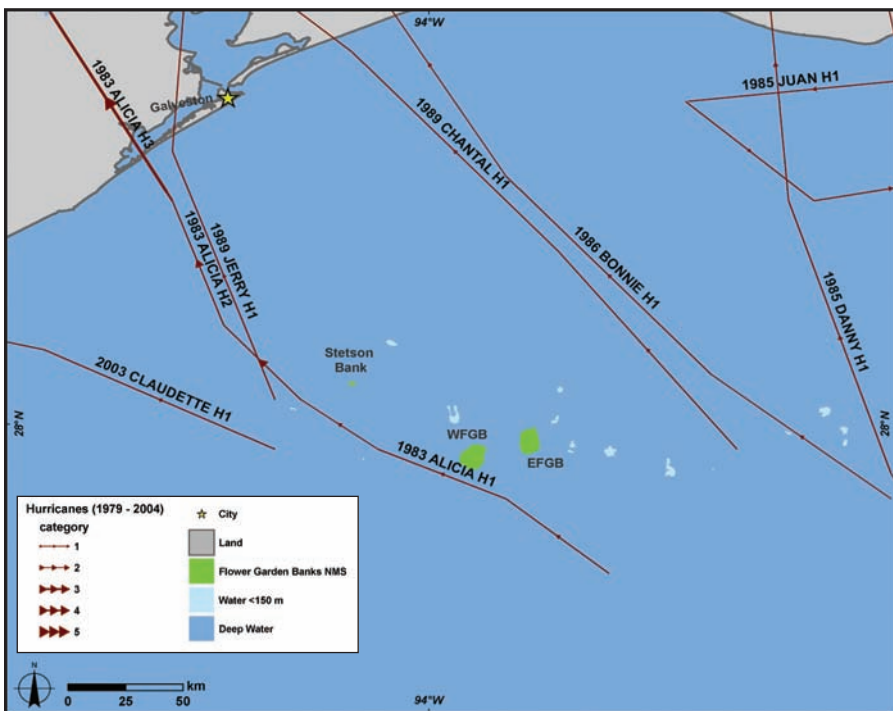 94°W
1983 ALICIA H3
Galveston
1985 JUAN H1
1989 CHANTAL H1
1983 ALICIA H2
1989 JERRY H1
1986 BONNIE H1
1985 DANNY H1
Stetson
Bank
2003 CLAUDETTE H1
28°N
28°N
WFGB
EFGB
1983 ALICIA H1
Hurricanes (1979 - 2004)
category
1
2
3
4
5
City
Land
Flower Garden Banks NMS
Water <150 m
Deep Water
N
km
0 25 50
94°W